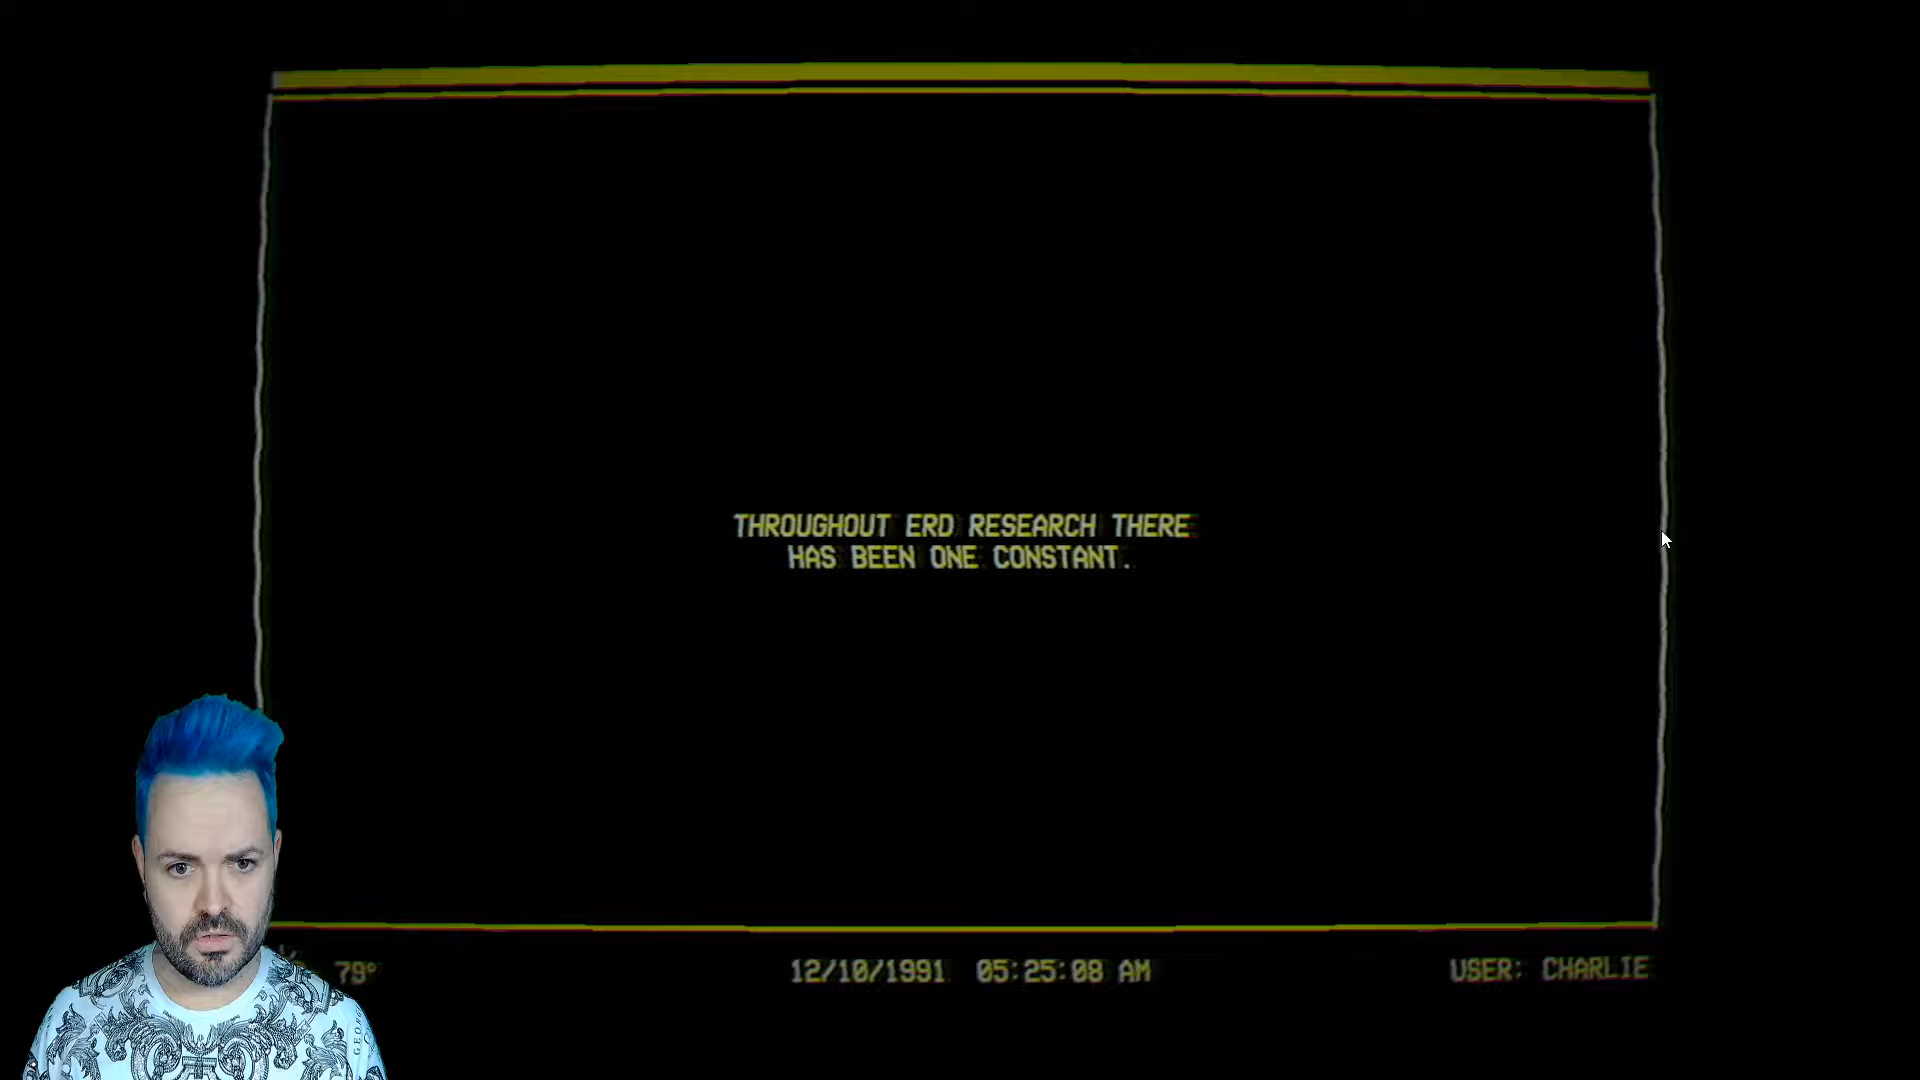 THROUGHOUT ERD RESEARCH THERE
HAS BEEN ONE CONSTANT.
79°
12/10/1991 05:25:08 AM
USER: CHARLIE